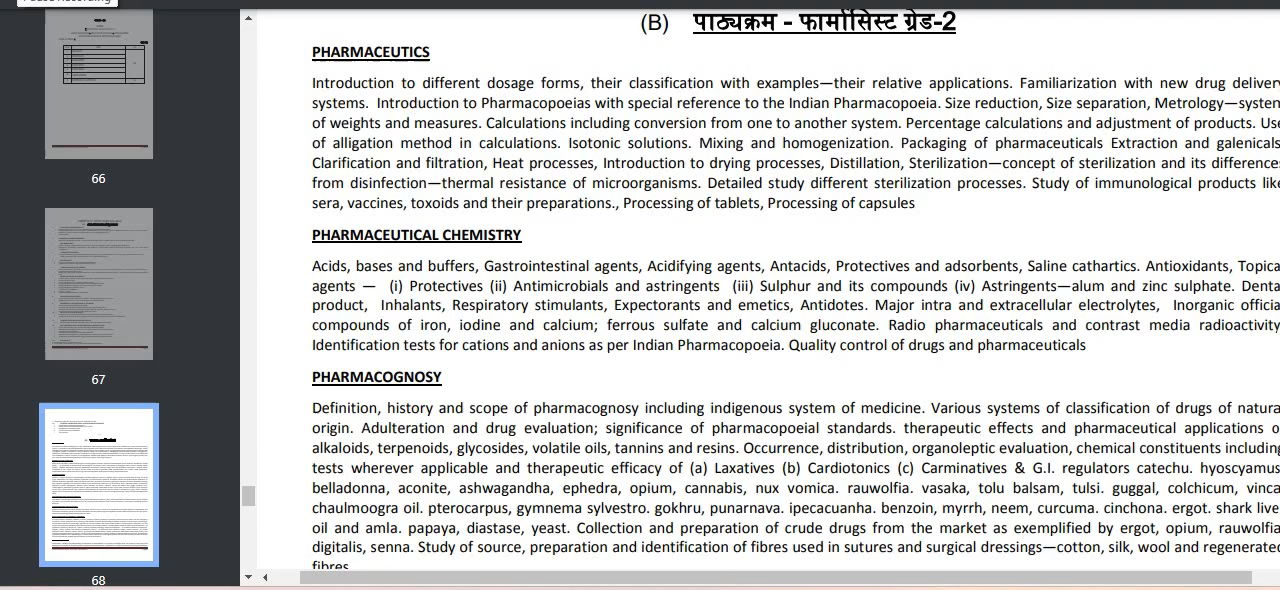 (B) पाठ्यक्रम - फार्मासिस्ट ग्रेड-2
PHARMACEUTICS
Introduction to different dosage forms, their classification with examples—their relative applications. Familiarization with new drug delivery
systems. Introduction to Pharmacopoeias with special reference to the Indian Pharmacopoeia. Size reduction, Size separation, Metrology—system
of weights and measures. Calculations including conversion from one to another system. Percentage calculations and adjustment of products. Use
of alligation method in calculations. Isotonic solutions. Mixing and homogenization. Packaging of pharmaceuticals Extraction and galenicals
Clarification and filtration, Heat processes, Introduction to drying processes, Distillation, Sterilization—concept of sterilization and its differences
from disinfection—thermal resistance of microorganisms. Detailed study different sterilization processes. Study of immunological products like
sera, vaccines, toxoids and their preparations., Processing of tablets, Processing of capsules
PHARMACEUTICAL CHEMISTRY
Acids, bases and buffers, Gastrointestinal agents, Acidifying agents, Antacids, Protectives and adsorbents, Saline cathartics. Antioxidants, Topica
agents — (i) Protectives (ii) Antimicrobials and astringents (iii) Sulphur and its compounds (iv) Astringents—alum and zinc sulphate. Denta
product, Inhalants, Respiratory stimulants, Expectorants and emetics, Antidotes. Major intra and extracellular electrolytes, Inorganic officia
compounds of iron, iodine and calcium; ferrous sulfate and calcium gluconate. Radio pharmaceuticals and contrast media radioactivity
Identification tests for cations and anions as per Indian Pharmacopoeia. Quality control of drugs and pharmaceuticals
PHARMACOGNOSY
Definition, history and scope of pharmacognosy including indigenous system of medicine. Various systems of classification of drugs of natura
origin. Adulteration and drug evaluation; significance of pharmacopoeial standards. therapeutic effects and pharmaceutical applications o
alkaloids, terpenoids, glycosides, volatile oils, tannins and resins. Occurrence, distribution, organoleptic evaluation, chemical constituents including
tests wherever applicable and therapeutic efficacy of (a) Laxatives (b) Cardiotonics (c) Carminatives & G.I. regulators catechu. hyoscyamus
belladonna, aconite, ashwagandha, ephedra, opium, cannabis, nux vomica. rauwolfia. vasaka, tolu balsam, tulsi. guggal, colchicum, vinca
chaulmoogra oil. pterocarpus, gymnema sylvestro. gokhru, punarnava. ipecacuanha. benzoin, myrrh, neem, curcuma. cinchona. ergot. shark live
oil and amla. papaya, diastase, yeast. Collection and preparation of crude drugs from the market as exemplified by ergot, opium, rauwolfia
digitalis, senna. Study of source, preparation and identification of fibres used in sutures and surgical dressings—cotton, silk, wool and regenerated
fibres
66
67
68